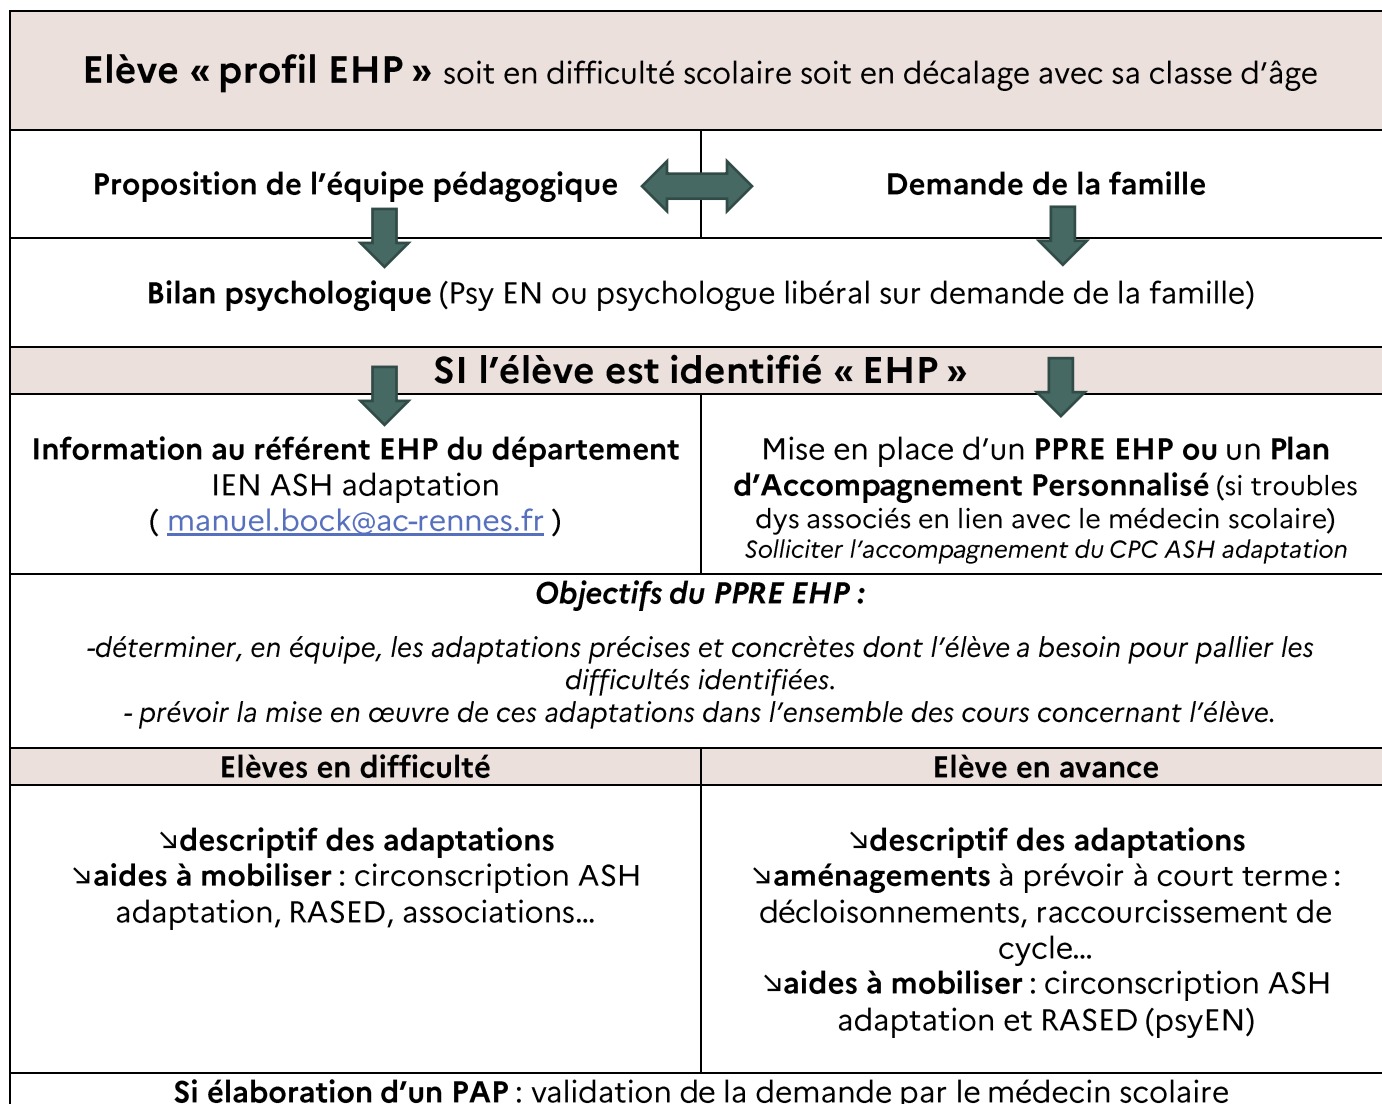 Elève « profil EHP » soit en difficulté scolaire soit en décalage avec sa classe d’âge
Proposition de l’équipe pédagogique
Demande de la famille
Bilan psychologique (Psy EN ou psychologue libéral sur demande de la famille)
SI l’élève est identifié « EHP »
Information au référent EHP du département
IEN ASH adaptation
( manuel.bock@ac-rennes.fr )
Mise en place d’un PPRE EHP ou un Plan
d’Accompagnement Personnalisé (si troubles
dys associés en lien avec le médecin scolaire)
Solliciter l’accompagnement du CPC ASH adaptation
Objectifs du PPRE EHP :
-déterminer, en équipe, les adaptations précises et concrètes dont l’élève a besoin pour pallier les
difficultés identifiées.
- prévoir la mise en œuvre de ces adaptations dans l’ensemble des cours concernant l’élève.
Elèves en difficulté
↘descriptif des adaptations
↘aides à mobiliser : circonscription ASH
adaptation, RASED, associations…
Elève en avance
↘descriptif des adaptations
↘aménagements à prévoir à court terme :
décloisonnements, raccourcissement de
cycle…
↘aides à mobiliser : circonscription ASH
adaptation et RASED (psyEN)
Si élaboration d’un PAP : validation de la demande par le médecin scolaire